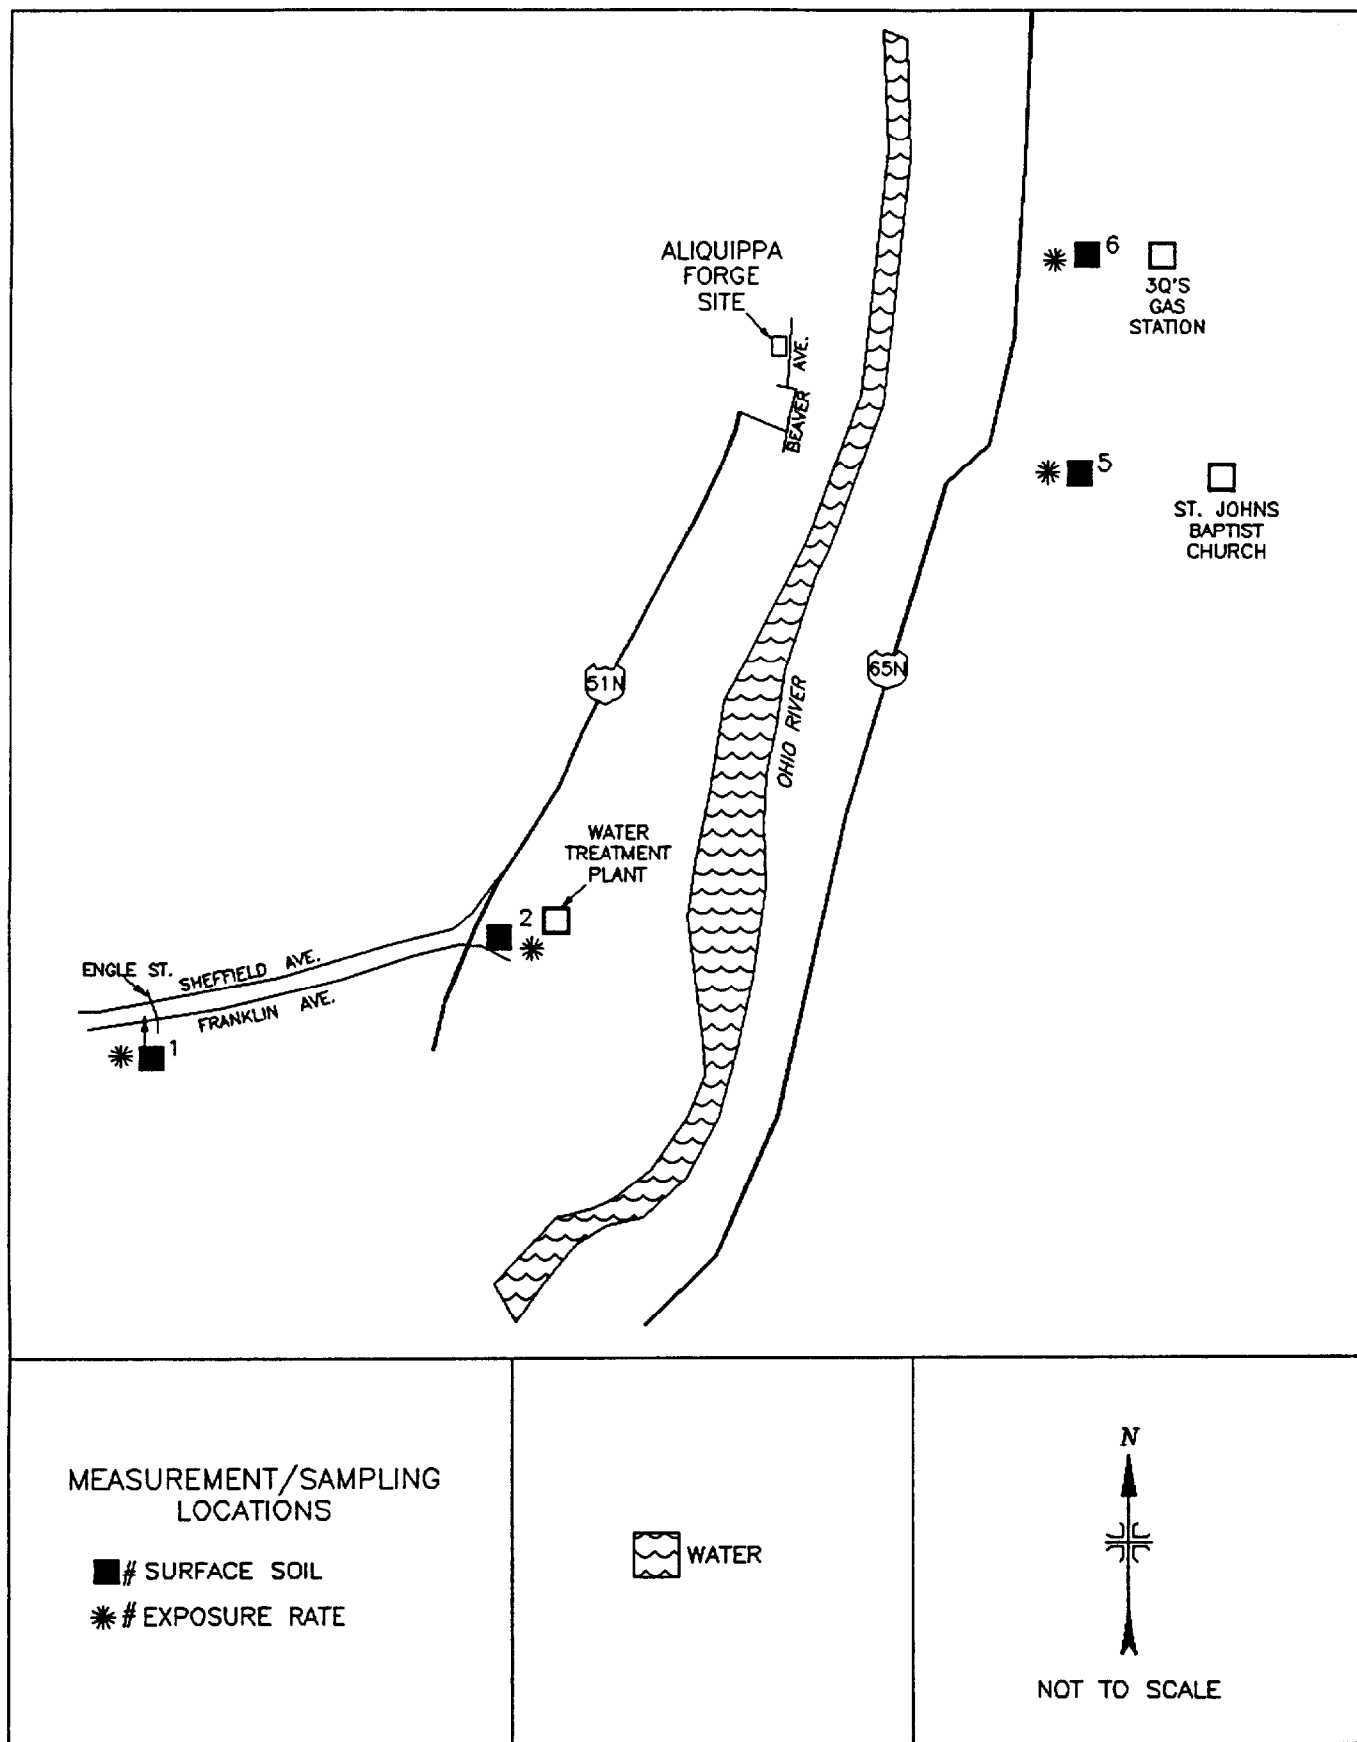 ALIQUIPPA
FORGE
SITE
BEAVER AVE.
6
3Q'S
GAS
STATION
5
ST. JOHNS
BAPTIST
CHURCH
51N
65N
OHIO RIVER
WATER
TREATMENT
PLANT
2
ENGLE ST.
SHEFFIELD AVE.
FRANKLIN AVE.
1
MEASUREMENT/SAMPLING
LOCATIONS
# SURFACE SOIL
# EXPOSURE RATE
WATER
N
NOT TO SCALE